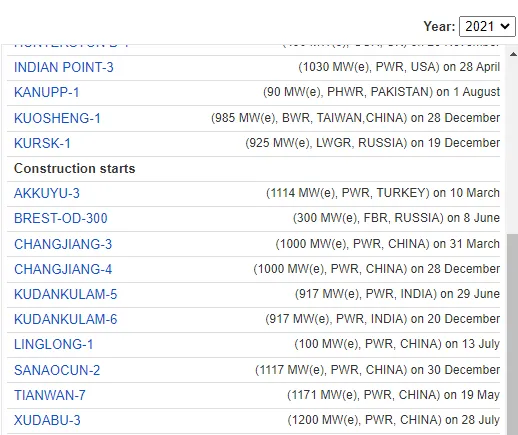 Year: 2021
INDIAN POINT-3 (1030 MW(e), PWR, USA) on 28 April
KANUPP-1 (90 MW(e), PHWR, PAKISTAN) on 1 August
KUOSHENG-1 (985 MW(e), BWR, TAIWAN,CHINA) on 28 December
KURSK-1 (925 MW(e), LWGR, RUSSIA) on 19 December
Construction starts
AKKUYU-3 (1114 MW(e), PWR, TURKEY) on 10 March
BREST-OD-300 (300 MW(e), FBR, RUSSIA) on 8 June
CHANGJIANG-3 (1000 MW(e), PWR, CHINA) on 31 March
CHANGJIANG-4 (1000 MW(e), PWR, CHINA) on 28 December
KUDANKULAM-5 (917 MW(e), PWR, INDIA) on 29 June
KUDANKULAM-6 (917 MW(e), PWR, INDIA) on 20 December
LINGLONG-1 (100 MW(e), PWR, CHINA) on 13 July
SANAOCUN-2 (1117 MW(e), PWR, CHINA) on 30 December
TIANWAN-7 (1171 MW(e), PWR, CHINA) on 19 May
XUDABU-3 (1200 MW(e), PWR, CHINA) on 28 July